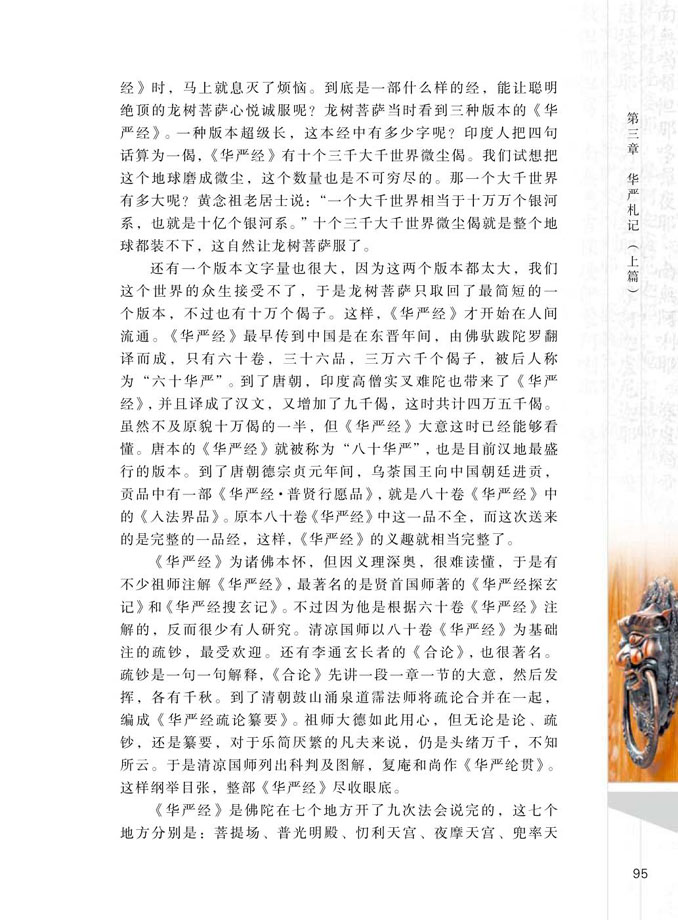 经》时，马上就息灭了烦恼。到底是一部什么样的经，能让聪明
绝顶的龙树菩萨心悦诚服呢？龙树菩萨当时看到三种版本的《华
严经》。一种版本超级长，这本经中有多少字呢？印度人把四句
话算为一偈，《华严经》有十个三千大千世界微尘偈。我们试想把
这个地球磨成微尘，这个数量也是不可穷尽的。那一个大千世界
有多大呢？黄念祖老居士说：“一个大千世界相当于十万万个银河
系，也就是十亿个银河系。”十个三千大千世界微尘偈就是整个地
球都装不下，这自然让龙树菩萨服了。
还有一个版本文字量也很大，因为这两个版本都太大，我们
这个世界的众生接受不了，于是龙树菩萨只取回了最简短的一
个版本，不过也有十万个偈子。这样，《华严经》才开始在人间
流通。《华严经》最早传到中国是在东晋年间，由佛驮跋陀罗翻
译而成，只有六十卷，三十六品，三万六千个偈子，被后人称
为“六十华严”。到了唐朝，印度高僧实叉难陀也带来了《华严
经》，并且译成了汉文，又增加了九千偈，这时共计四万五千偈。
虽然不及原貌十万偈的一半，但《华严经》大意这时已经能够看
懂。唐本的《华严经》就被称为“八十华严”，也是目前汉地最盛
行的版本。到了唐朝德宗贞元年间，乌荼国王向中国朝廷进贡，
贡品中有一部《华严经·普贤行愿品》，就是八十卷《华严经》中
的《入法界品》。原本八十卷《华严经》中这一品不全，而这次送来
的是完整的一品经，这样，《华严经》的义趣就相当完整了。
《华严经》为诸佛本怀，但因义理深奥，很难读懂，于是有
不少祖师注解《华严经》，最著名的是贤首国师著的《华严经探玄
记》和《华严经搜玄记》。不过因为他是根据六十卷《华严经》注
解的，反而很少有人研究。清凉国师以八十卷《华严经》为基础
注的疏钞，最受欢迎。还有李通玄长者的《合论》，也很著名。
疏钞是一句一句解释，《合论》先讲一段一章一节的大意，然后发
挥，各有千秋。到了清朝鼓山涌泉道霈法师将疏论合并在一起，
编成《华严经疏论纂要》。祖师大德如此用心，但无论是论、疏
钞，还是纂要，对于乐简厌繁的凡夫来说，仍是头绪万千，不知
所云。于是清凉国师列出科判及图解，复庵和尚作《华严纶贯》。
这样纲举目张，整部《华严经》尽收眼底。
《华严经》是佛陀在七个地方开了九次法会说完的，这七个
地方分别是：菩提场、普光明殿、忉利天宫、夜摩天宫、兜率天
第三章 华严札记（上篇）
95